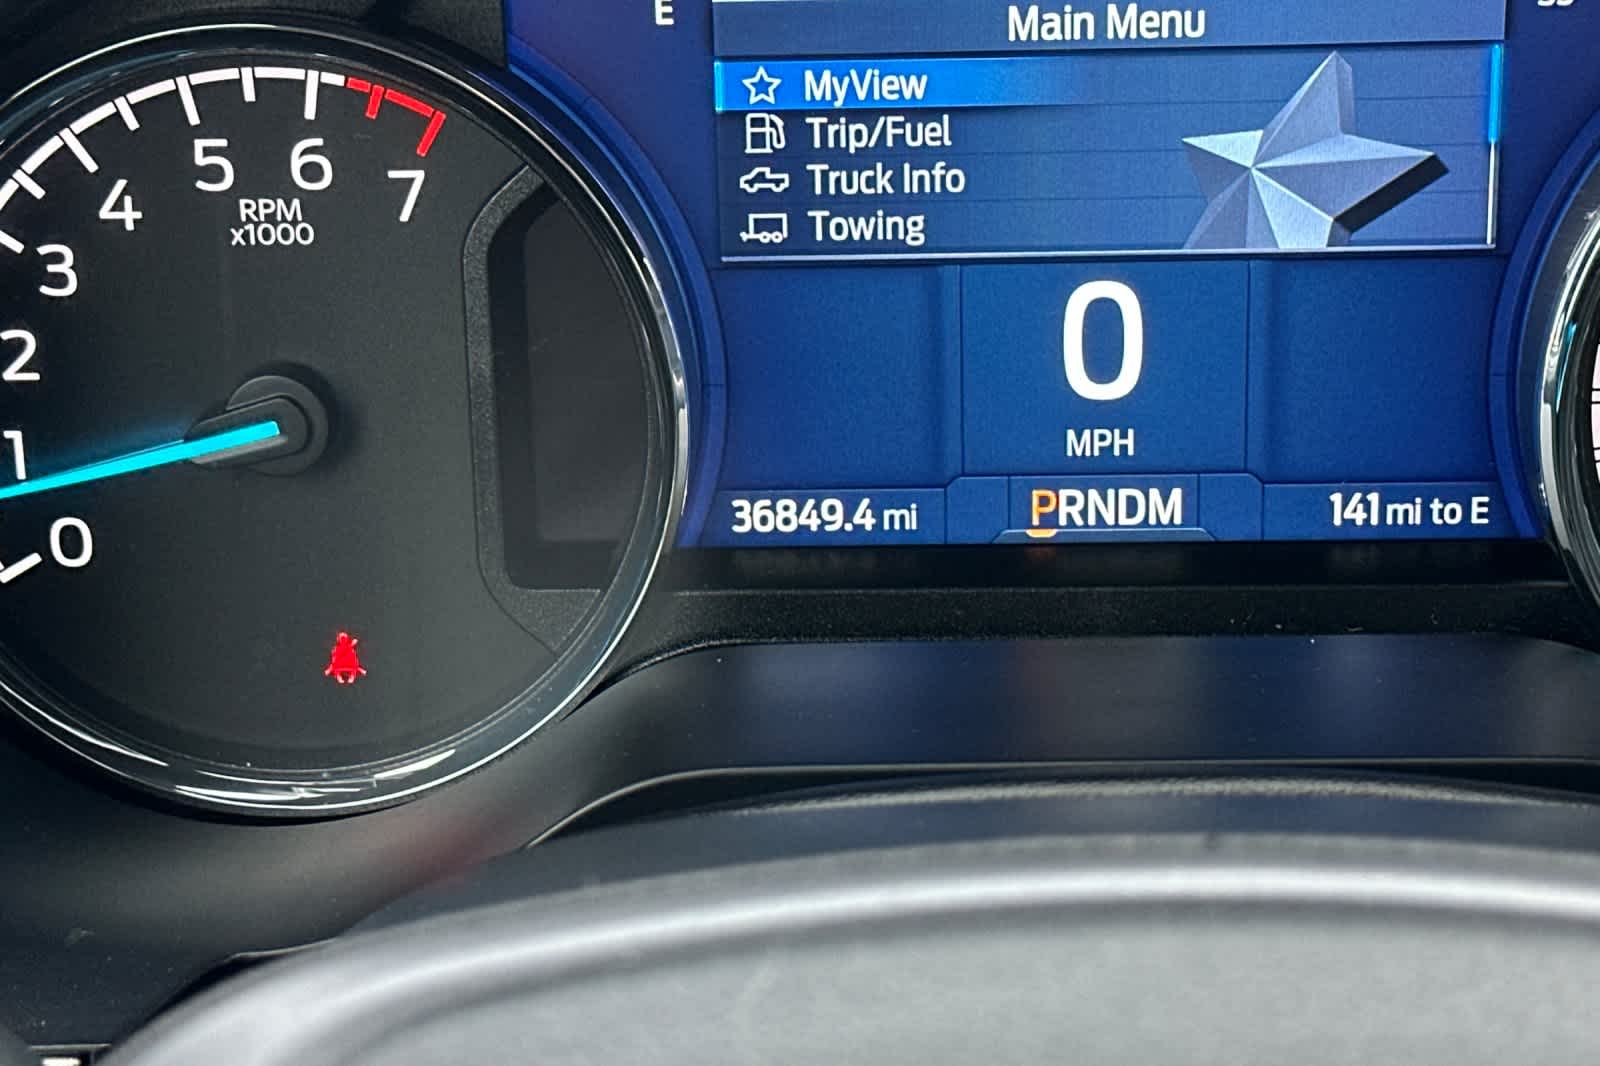 E
Main Menu
MyView
Trip/Fuel
Truck Info
Towing
0
MPH
36849.4 mi
PRNDM
141 mi to E
0
1
2
3
4
5
6
7
RPM
x1000